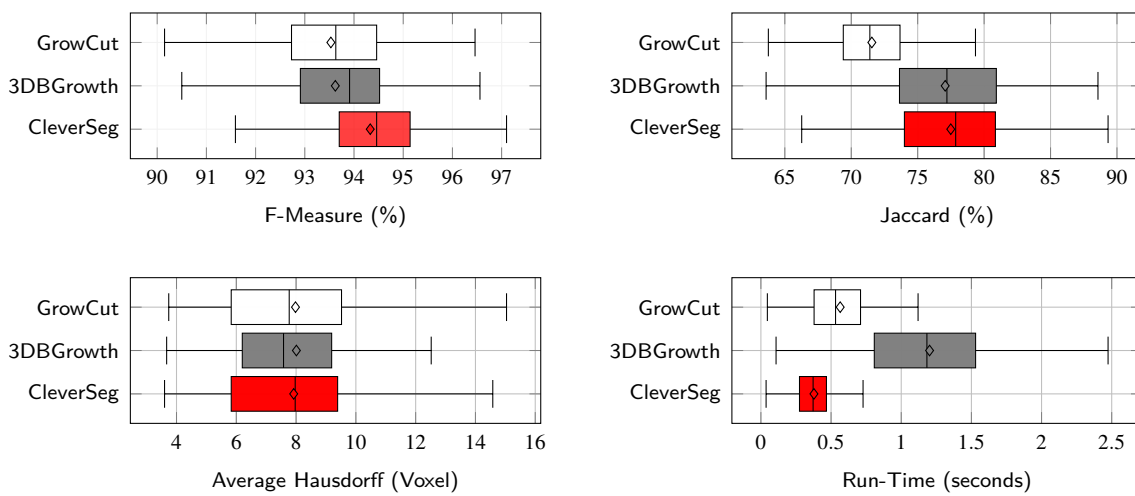 GrowCut
3DBGrowth
CleverSeg
90 91 92 93 94 95 96 97
F-Measure (%)
GrowCut
3DBGrowth
CleverSeg
65 70 75 80 85 90
Jaccard (%)
GrowCut
3DBGrowth
CleverSeg
4 6 8 10 12 14 16
Average Hausdorff (Voxel)
GrowCut
3DBGrowth
CleverSeg
0 0.5 1 1.5 2 2.5
Run-Time (seconds)